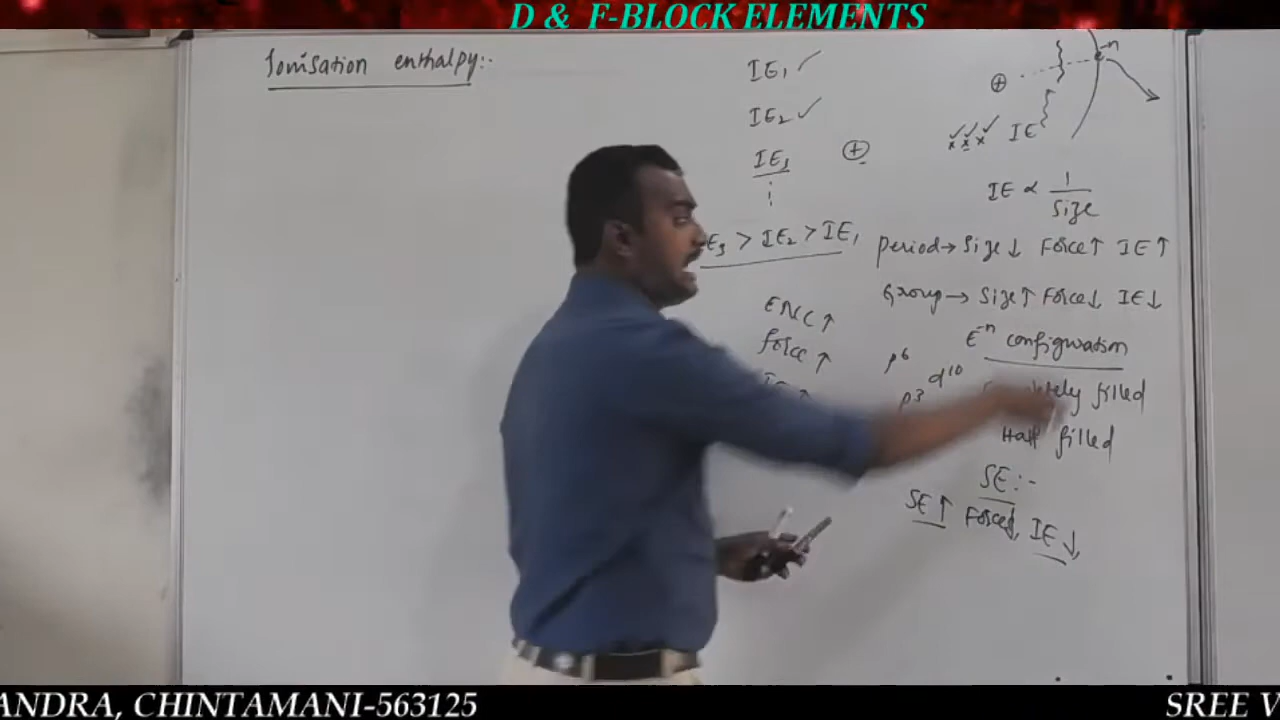 D & F-BLOCK ELEMENTS
Ionisation enthalpy:-
IE₁ ✓
IE₂ ✓
IE₃
⋮
> IE₂ > IE₁
ENC ↑
force ↑
⊕
⊕
e⁻ⁿ
✓ ✓ ✓ IE
x x x
IE ∝ 1/Size
Period → Size ↓ Force ↑ IE ↑
Group → Size ↑ Force ↓ IE ↓
E⁻ⁿ configuration
p⁶
d¹⁰
p³
filled
Half filled
SE:-
SE ↑ Force ↓, IE ↓,
ANDRA, CHINTAMANI-563125
SREE V